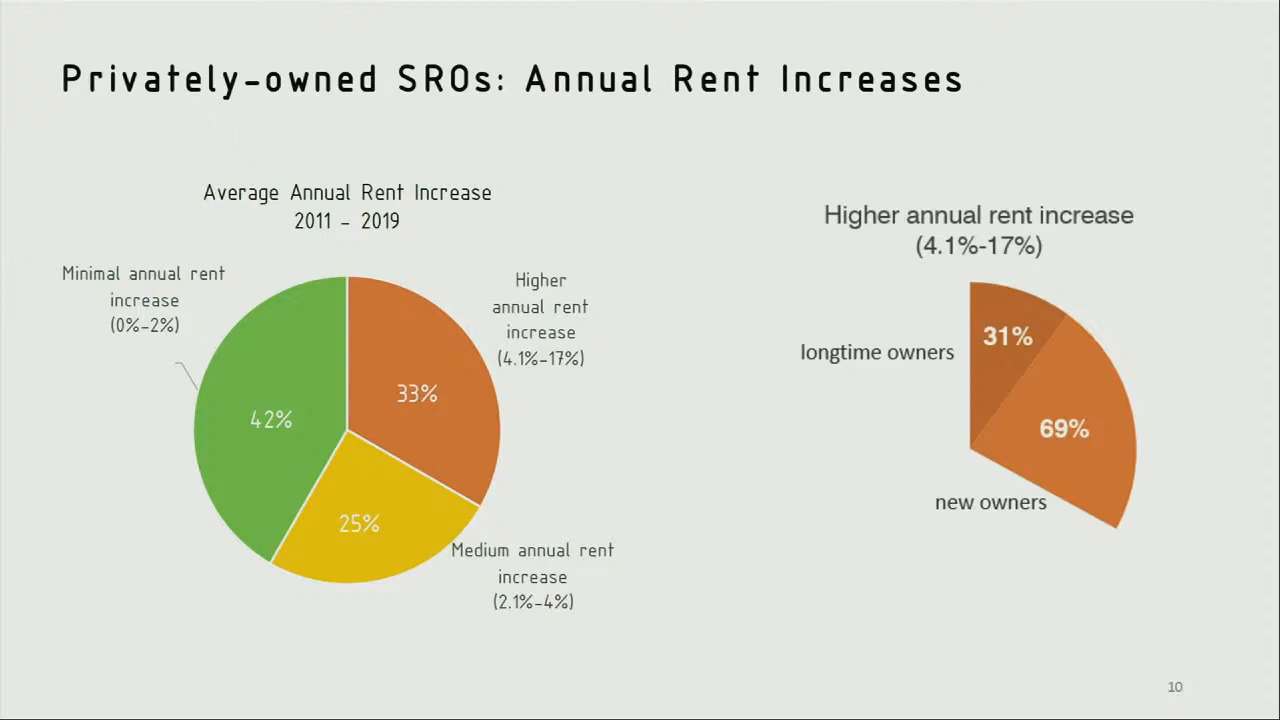 Privately-owned SROs: Annual Rent Increases
Average Annual Rent Increase
2011 - 2019
Minimal annual rent
increase
(0%-2%)
Higher
annual rent
increase
(4.1%-17%)
33%
42%
25%
Medium annual rent
increase
(2.1%-4%)
Higher annual rent increase
(4.1%-17%)
31%
longtime owners
69%
new owners
10